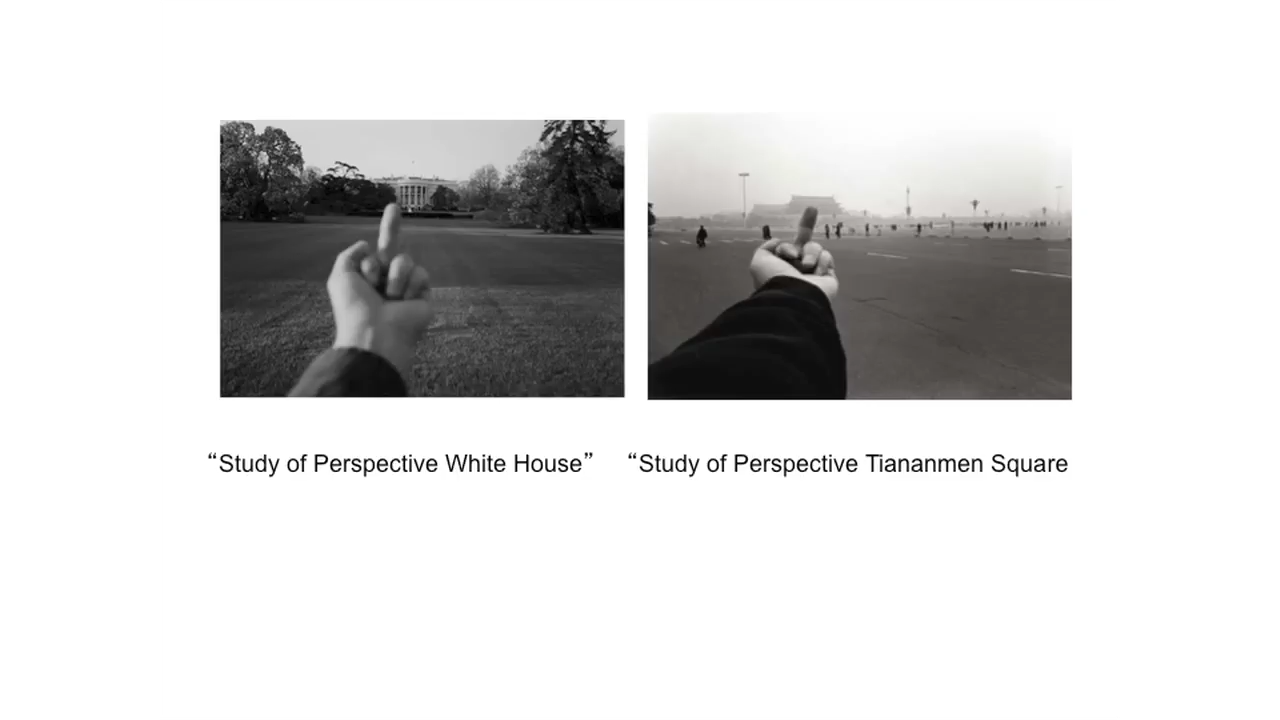 “Study of Perspective White House”
“Study of Perspective Tiananmen Square